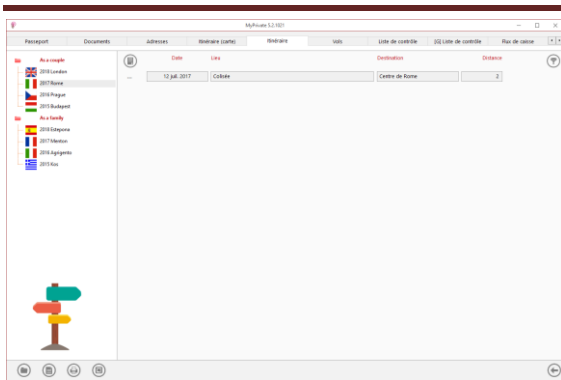 MyPrivate 5.2.1021
Passeport Documents Adresses Itinéraire (carte) Itinéraire Vols Liste de contrôle (G) Liste de contrôle Flux de caisse
As a couple
2018 London
2017 Rome
2016 Prague
2015 Budapest
As a family
2018 Estepona
2017 Menton
2016 Agrigento
2015 Kos
Date Lieu Destination Distance
... 12 juil. 2017 Colisée Centre de Rome 2